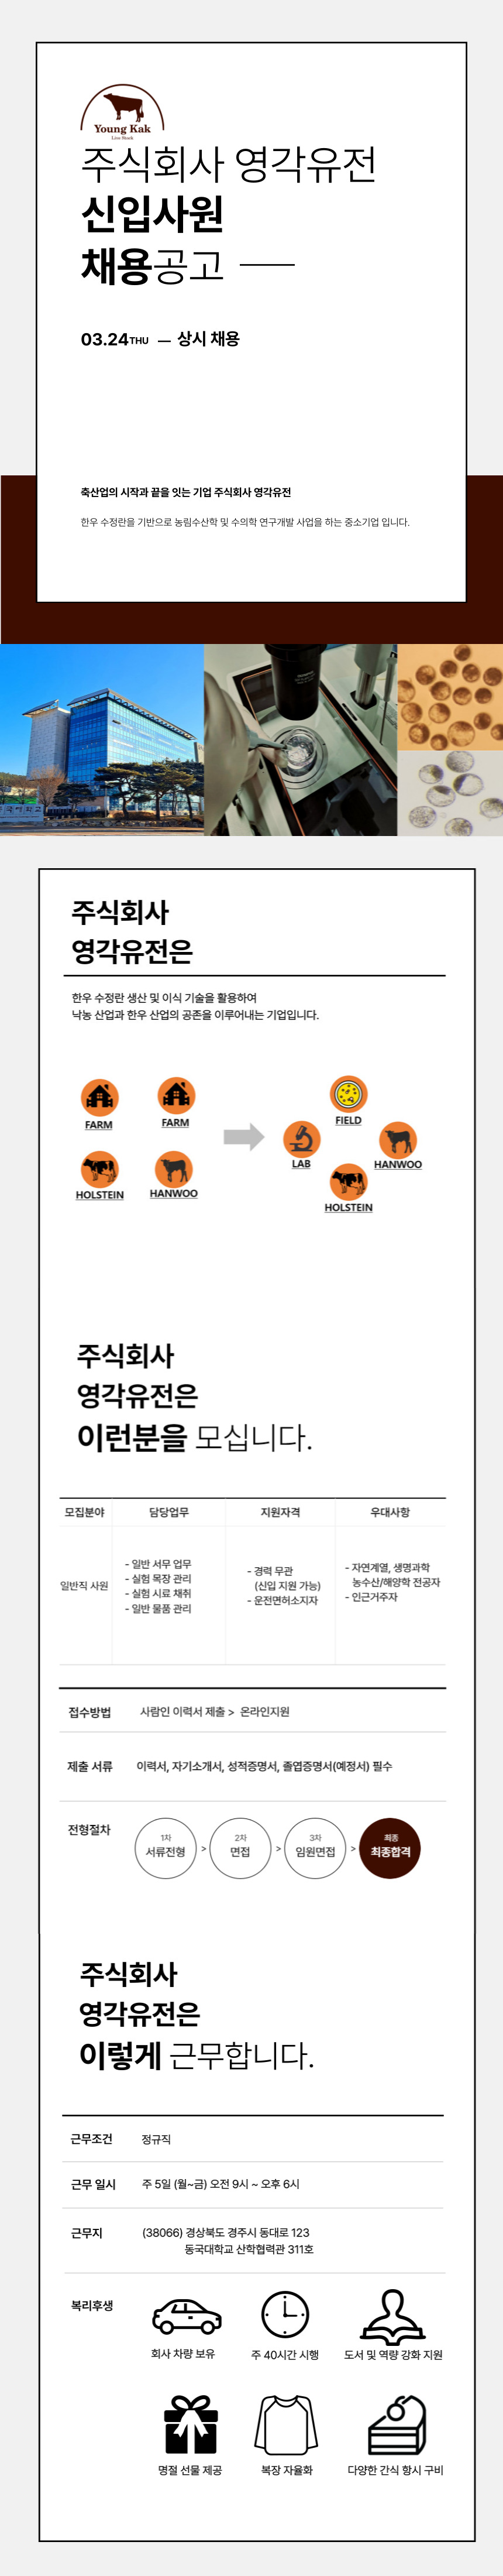 Young Kak
Live Stock
주식회사 영각유전
신입사원
채용공고
03.24THU — 상시 채용
축산업의 시작과 끝을 잇는 기업 주식회사 영각유전
한우 수정란을 기반으로 농림수산학 및 수의학 연구개발 사업을 하는 중소기업 입니다.
주식회사
영각유전은
한우 수정란 생산 및 이식 기술을 활용하여
낙농 산업과 한우 산업의 공존을 이루어내는 기업입니다.
FARM
FARM
HOLSTEIN
HANWOO
FIELD
LAB
HANWOO
HOLSTEIN
주식회사
영각유전은
이런분을 모십니다.
모집분야 담당업무 지원자격 우대사항
일반직 사원
- 일반 서무 업무
- 실험 목장 관리
- 실험 시료 채취
- 일반 물품 관리
- 경력 무관
(신입 지원 가능)
- 운전면허소지자
- 자연계열, 생명과학
농수산/해양학 전공자
- 인근거주자
접수방법 사람인 이력서 제출 > 온라인지원
제출 서류 이력서, 자기소개서, 성적증명서, 졸업증명서(예정서) 필수
전형절차
1차
서류전형
>
2차
면접
>
3차
임원면접
>
최종
최종합격
주식회사
영각유전은
이렇게 근무합니다.
근무조건 정규직
근무 일시 주 5일 (월~금) 오전 9시 ~ 오후 6시
근무지 (38066) 경상북도 경주시 동대로 123
동국대학교 산학협력관 311호
복리후생
회사 차량 보유
주 40시간 시행
도서 및 역량 강화 지원
명절 선물 제공
복장 자율화
다양한 간식 항시 구비